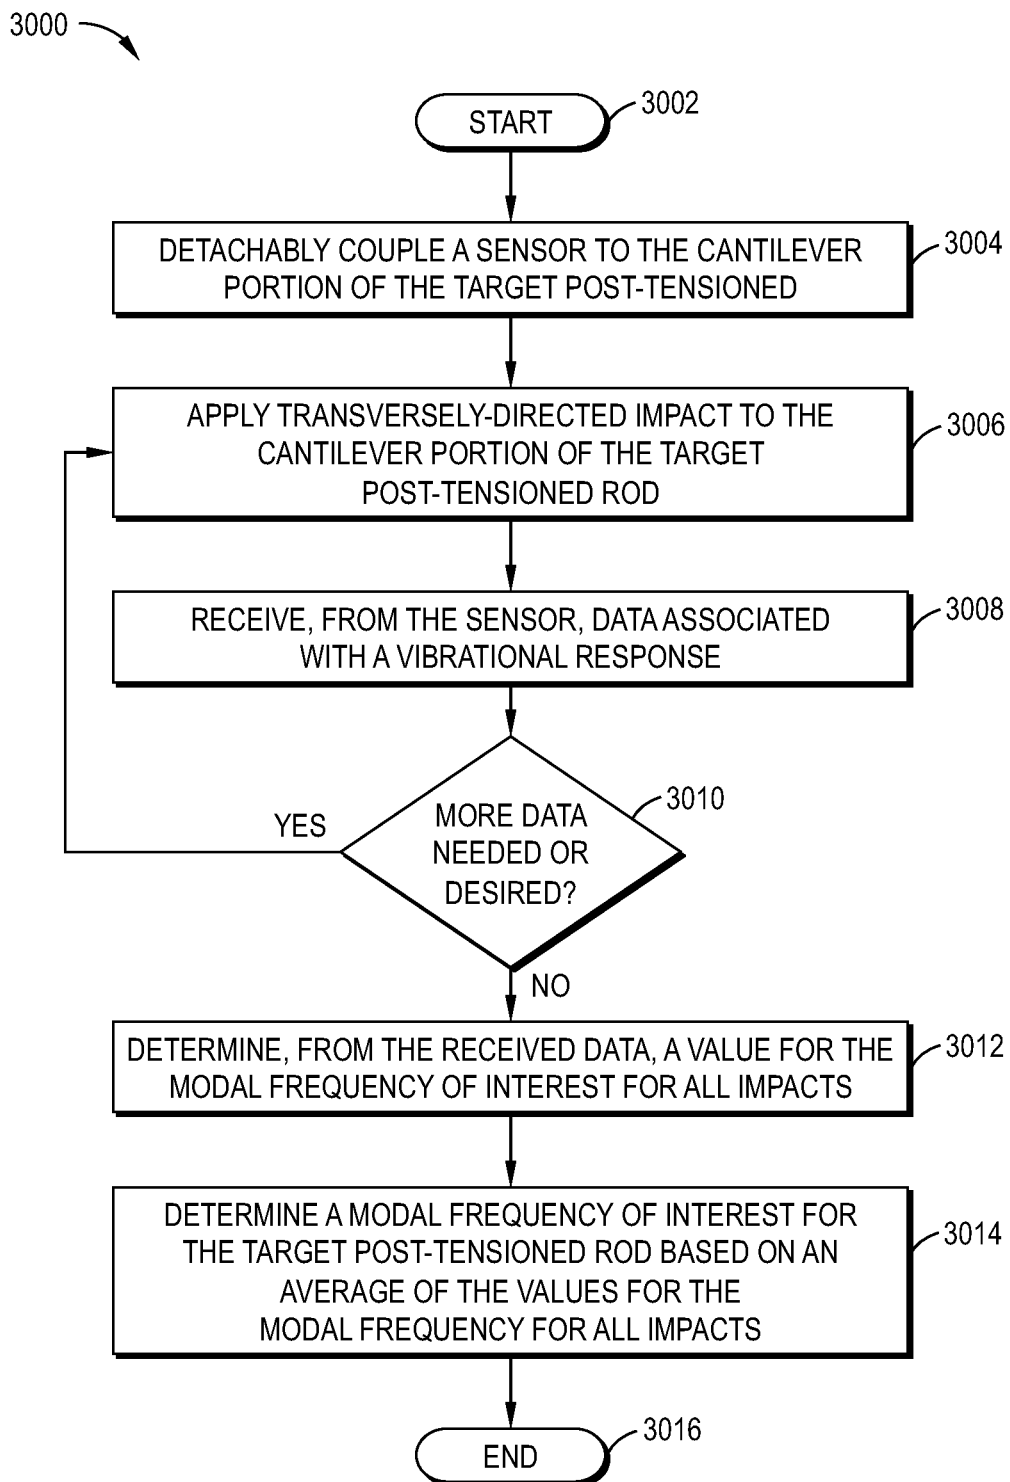 3000
START
3002
DETACHABLY COUPLE A SENSOR TO THE CANTILEVER
PORTION OF THE TARGET POST-TENSIONED
3004
APPLY TRANSVERSELY-DIRECTED IMPACT TO THE
CANTILEVER PORTION OF THE TARGET
POST-TENSIONED ROD
3006
RECEIVE, FROM THE SENSOR, DATA ASSOCIATED
WITH A VIBRATIONAL RESPONSE
3008
MORE DATA
NEEDED OR
DESIRED?
3010
YES
NO
DETERMINE, FROM THE RECEIVED DATA, A VALUE FOR THE
MODAL FREQUENCY OF INTEREST FOR ALL IMPACTS
3012
DETERMINE A MODAL FREQUENCY OF INTEREST FOR
THE TARGET POST-TENSIONED ROD BASED ON AN
AVERAGE OF THE VALUES FOR THE
MODAL FREQUENCY FOR ALL IMPACTS
3014
END
3016